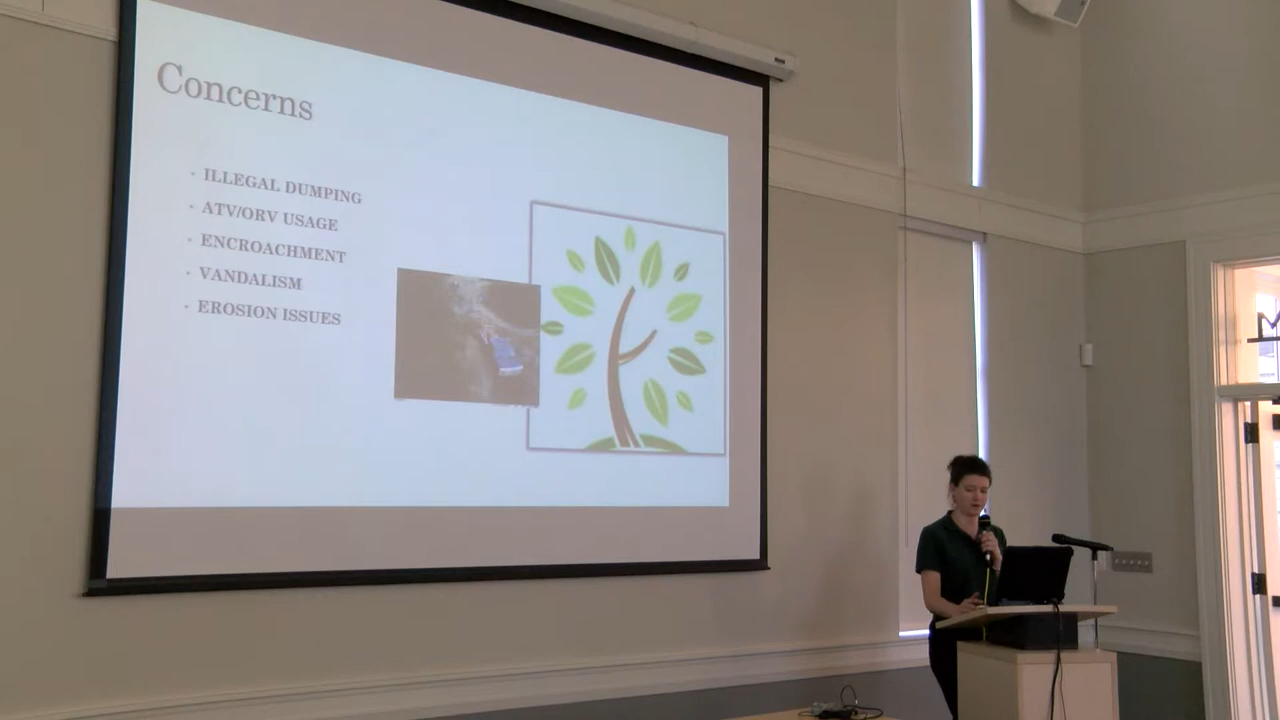 Concerns
• ILLEGAL DUMPING
• ATV/ORV USAGE
• ENCROACHMENT
• VANDALISM
• EROSION ISSUES
M